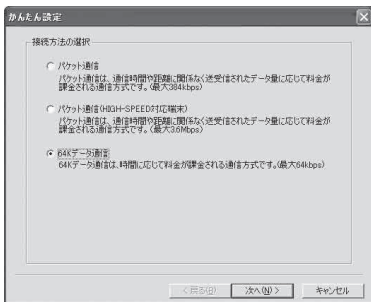 かんたん設定
接続方法の選択
パケット通信
パケット通信は、通信時間や距離に関係なく送受信されたデータ量に応じて料金が
課金される通信方式です。(最大384kbps)
パケット通信(HIGH-SPEED対応端末)
パケット通信は、通信時間や距離に関係なく送受信されたデータ量に応じて料金が
課金される通信方式です。(最大3.6Mbps)
64Kデータ通信
64Kデータ通信は、時間に応じて料金が課金される通信方式です。(最大64kbps)
< 戻る(B)
次へ(N) >
キャンセル